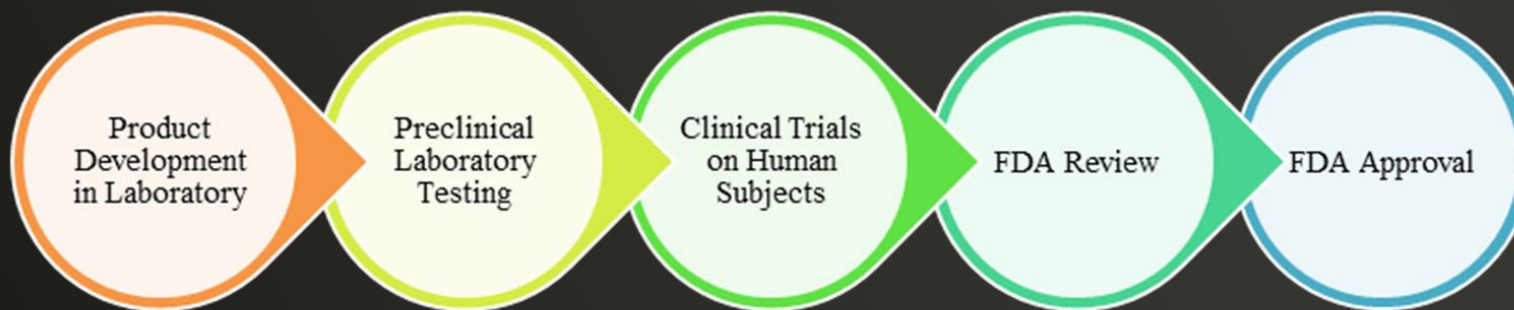 Product
Development
in Laboratory
Preclinical
Laboratory
Testing
Clinical Trials
on Human
Subjects
FDA Review
FDA Approval